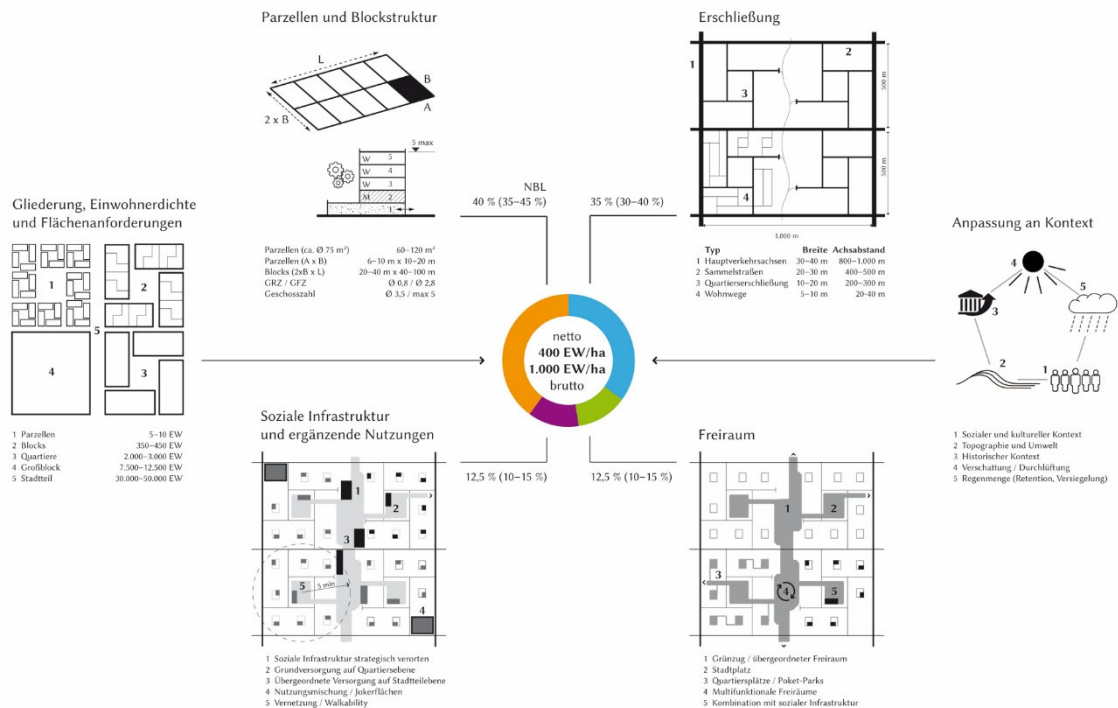 Parzellen und Blockstruktur
L
B
A
2 x B
5 max
W 5
W 4
W 3
M 2
L
NBL
40 % (35–45 %)
Parzellen (ca. Ø 75 m²) 60–120 m²
Parzellen (A x B) 6–10 m x 10–20 m
Blocks (2xB x L) 20–40 m x 40–100 m
GRZ / GFZ Ø 0,8 / Ø 2,8
Geschosszahl Ø 3,5 / max 5
Erschließung
1
2
3
4
500 m
500 m
1.000 m
35 % (30–40 %)
Typ Breite Achsabstand
1 Hauptverkehrsachsen 30–40 m 800–1.000 m
2 Sammelstraßen 20–30 m 400–500 m
3 Quartierserschließung 10–20 m 200–300 m
4 Wohnwege 5–10 m 20-40 m
Gliederung, Einwohnerdichte
und Flächenanforderungen
1
2
5
4
3
1 Parzellen 5–10 EW
2 Blocks 350–450 EW
3 Quartiere 2.000–3.000 EW
4 Großblock 7.500–12.500 EW
5 Stadtteil 30.000–50.000 EW
netto
400 EW/ha
1.000 EW/ha
brutto
Anpassung an Kontext
4
5
3
2
1
1 Sozialer und kultureller Kontext
2 Topographie und Umwelt
3 Historischer Kontext
4 Verschattung / Durchlüftung
5 Regenmenge (Retention, Versiegelung)
Soziale Infrastruktur
und ergänzende Nutzungen
12,5 % (10–15 %)
1
2
3
5
5 min
4
1 Soziale Infrastruktur strategisch verorten
2 Grundversorgung auf Quartiersebene
3 Übergeordnete Versorgung auf Stadtteilebene
4 Nutzungsmischung / Jokerflächen
5 Vernetzung / Walkability
Freiraum
12,5 % (10–15 %)
1
2
3
4
5
1 Grünzug / übergeordneter Freiraum
2 Stadtplatz
3 Quartiersplätze / Poket-Parks
4 Multifunktionale Freiräume
5 Kombination mit sozialer Infrastruktur